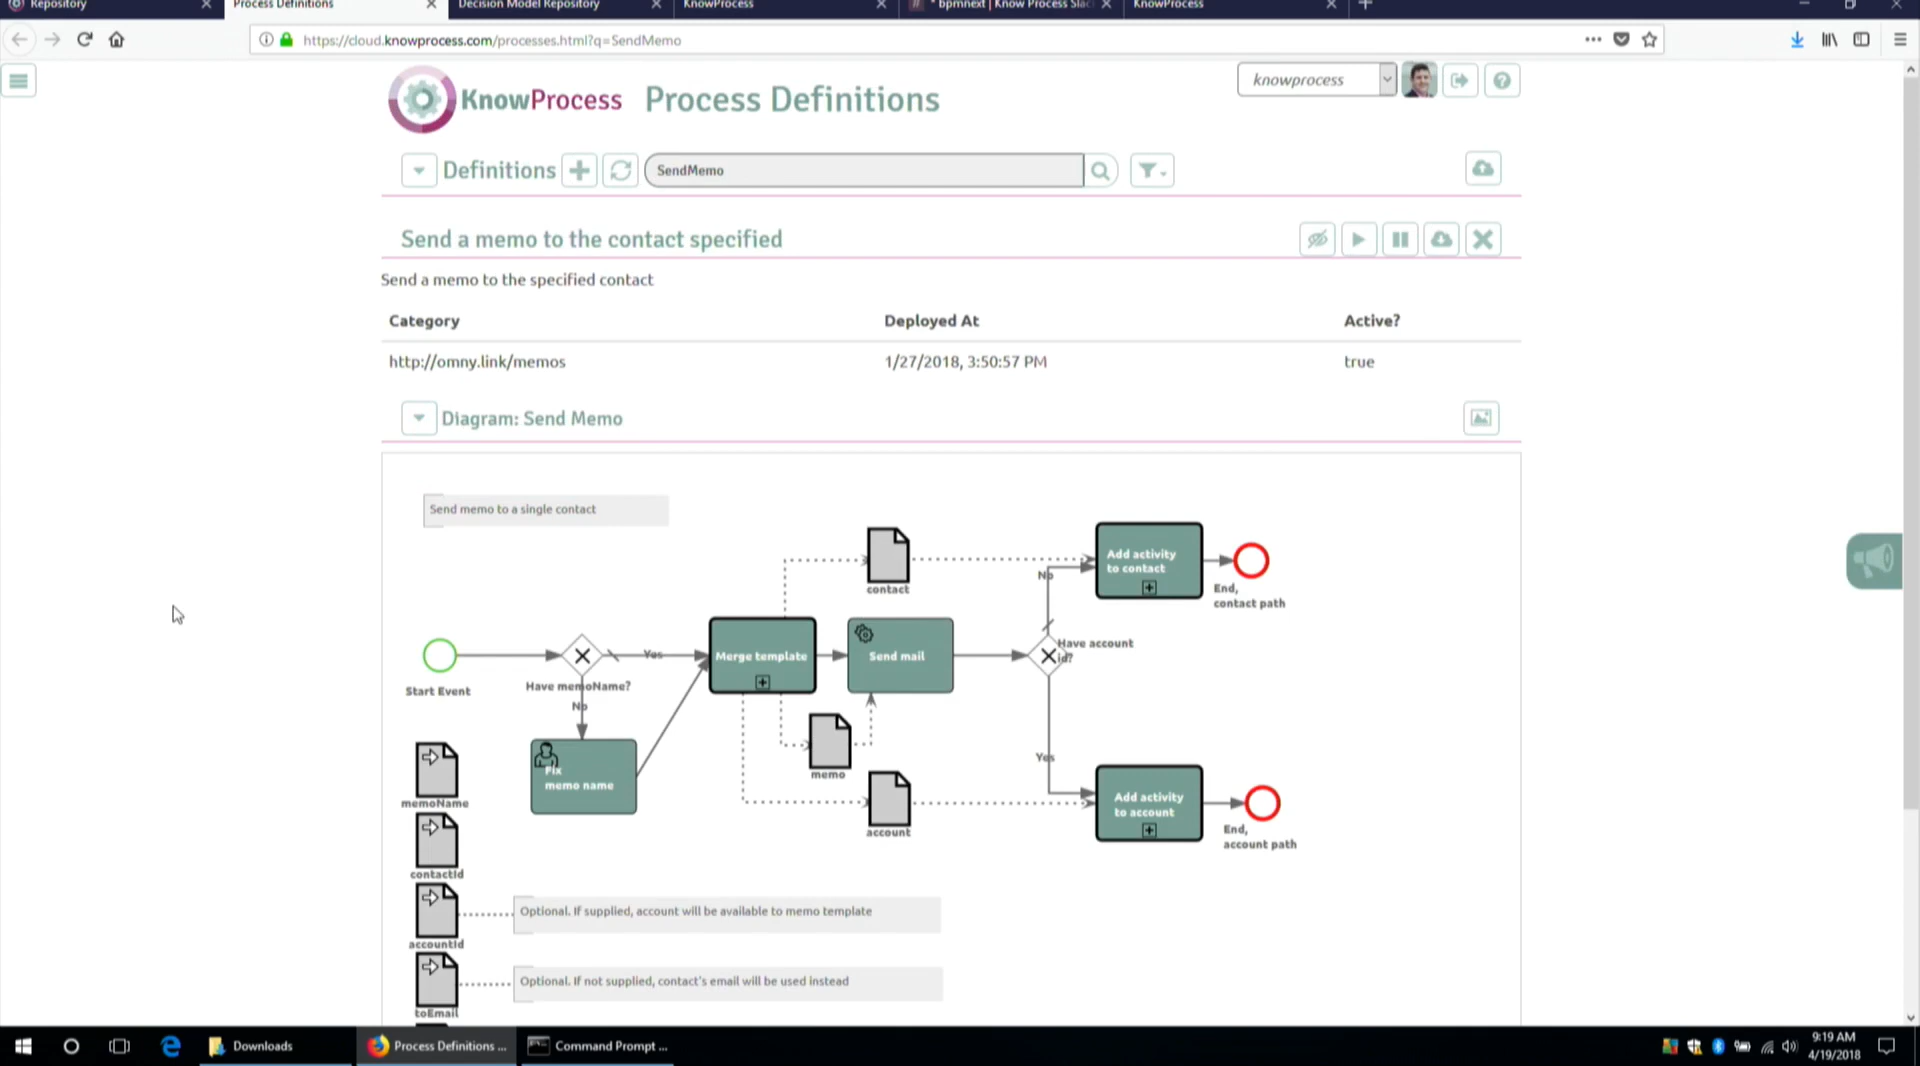 Repository
Process Definitions
Decision Model Repository
KnowProcess
* bpmnext | Know Process Slac
KnowProcess
https://cloud.knowprocess.com/processes.html?q=SendMemo
KnowProcess
Process Definitions
knowprocess
Definitions
SendMemo
Send a memo to the contact specified
Send a memo to the specified contact
Category
Deployed At
Active?
http://omny.link/memos
1/27/2018, 3:50:57 PM
true
Diagram: Send Memo
Send memo to a single contact
contact
Add activity
to contact
No
End,
contact path
Start Event
Have memoName?
Yes
No
Merge template
Send mail
Have account
id?
Fix
memo name
memo
account
Yes
Add activity
to account
End,
account path
memoName
contactId
accountId
Optional. If supplied, account will be available to memo template
toEmail
Optional. If not supplied, contact's email will be used instead
Downloads
Process Definitions ...
Command Prompt ...
9:19 AM
4/19/2018